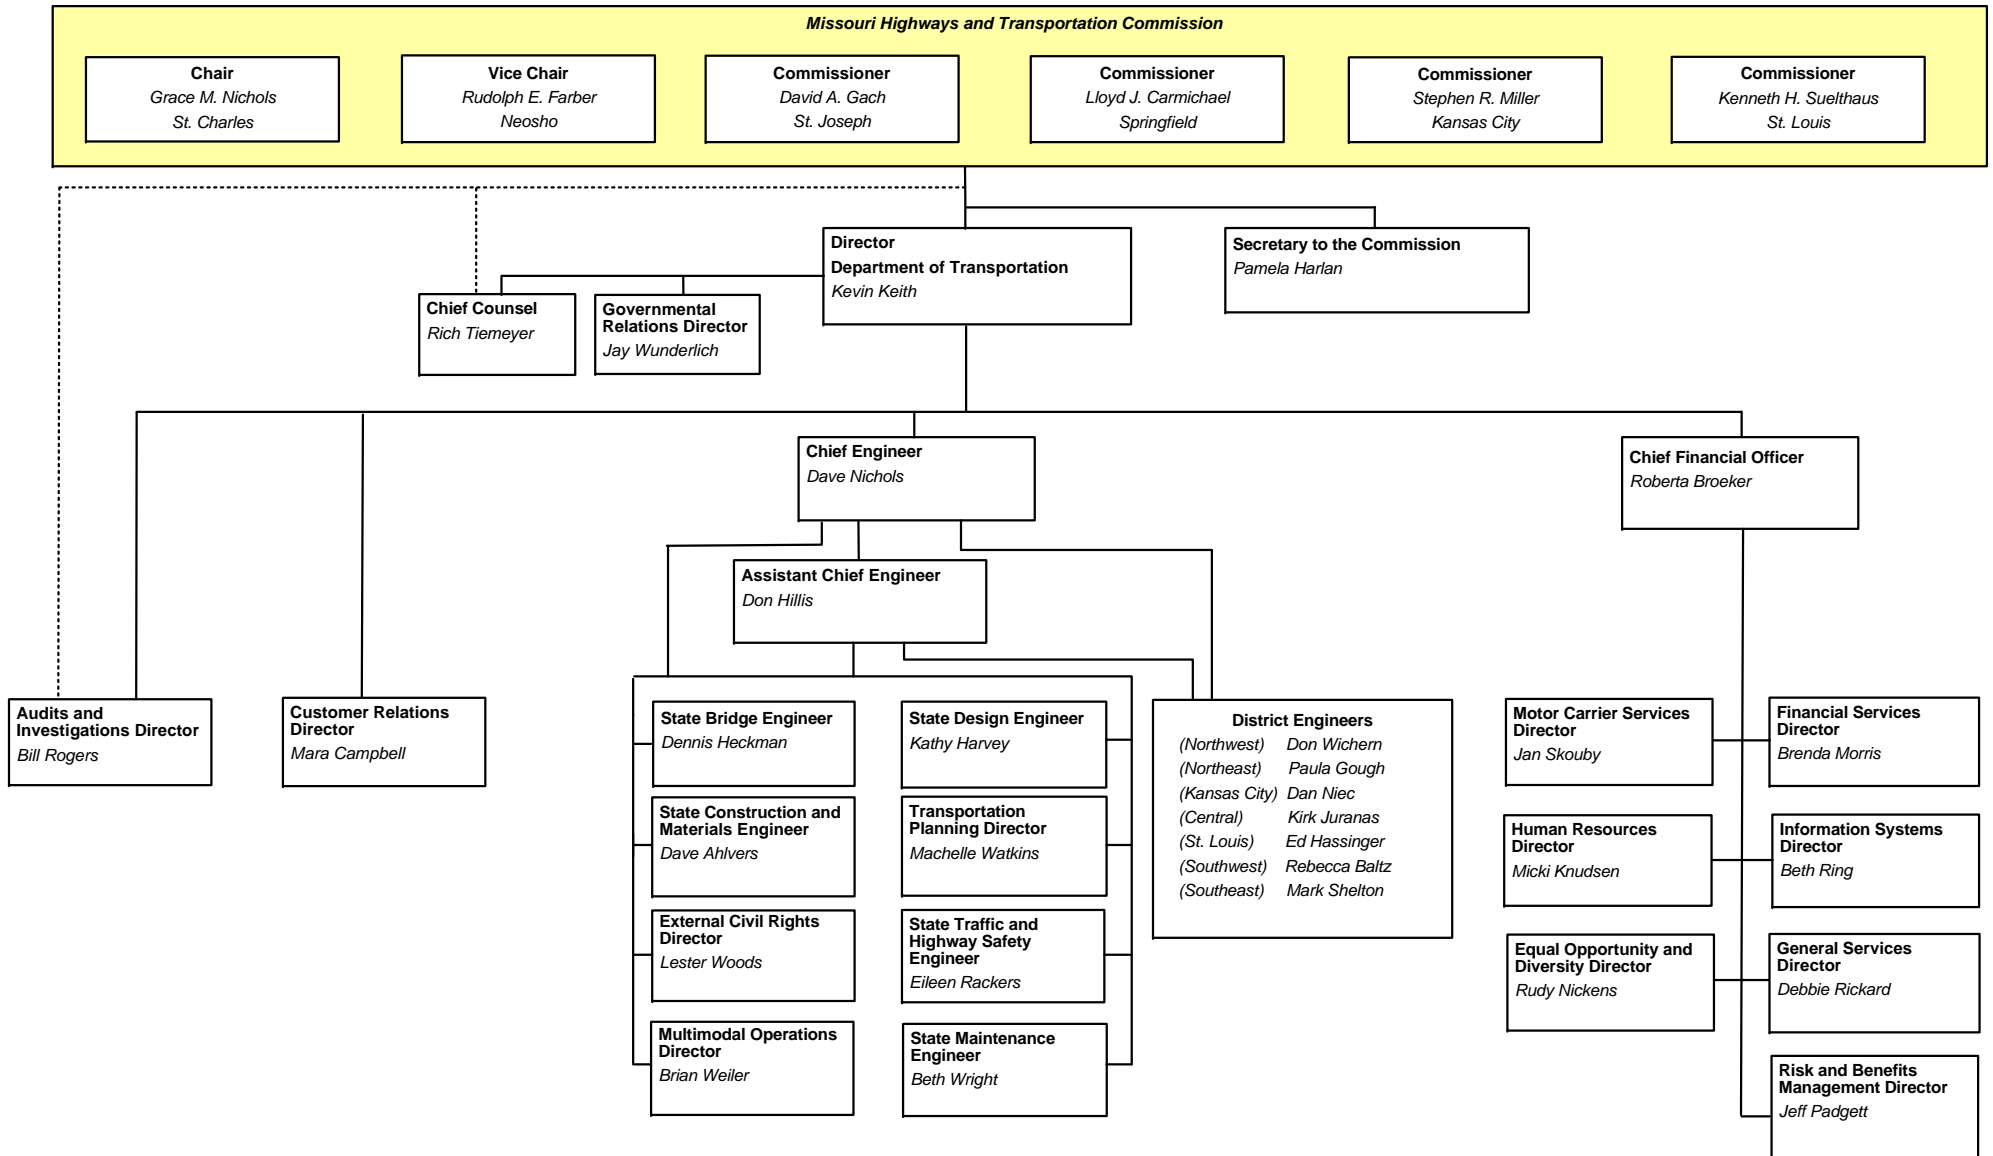 Missouri Highways and Transportation Commission
Chair
Grace M. Nichols
St. Charles
Vice Chair
Rudolph E. Farber
Neosho
Commissioner
David A. Gach
St. Joseph
Commissioner
Lloyd J. Carmichael
Springfield
Commissioner
Stephen R. Miller
Kansas City
Commissioner
Kenneth H. Suelthaus
St. Louis
Director
Department of Transportation
Kevin Keith
Secretary to the Commission
Pamela Harlan
Chief Counsel
Rich Tiemeyer
Governmental
Relations Director
Jay Wunderlich
Chief Engineer
Dave Nichols
Chief Financial Officer
Roberta Broeker
Assistant Chief Engineer
Don Hillis
Audits and
Investigations Director
Bill Rogers
Customer Relations
Director
Mara Campbell
State Bridge Engineer
Dennis Heckman
State Design Engineer
Kathy Harvey
State Construction and
Materials Engineer
Dave Ahlvers
Transportation
Planning Director
Machelle Watkins
External Civil Rights
Director
Lester Woods
State Traffic and
Highway Safety
Engineer
Eileen Rackers
Multimodal Operations
Director
Brian Weiler
State Maintenance
Engineer
Beth Wright
District Engineers
(Northwest) Don Wichern
(Northeast) Paula Gough
(Kansas City) Dan Niec
(Central) Kirk Juranas
(St. Louis) Ed Hassinger
(Southwest) Rebecca Baltz
(Southeast) Mark Shelton
Motor Carrier Services
Director
Jan Skouby
Financial Services
Director
Brenda Morris
Human Resources
Director
Micki Knudsen
Information Systems
Director
Beth Ring
Equal Opportunity and
Diversity Director
Rudy Nickens
General Services
Director
Debbie Rickard
Risk and Benefits
Management Director
Jeff Padgett